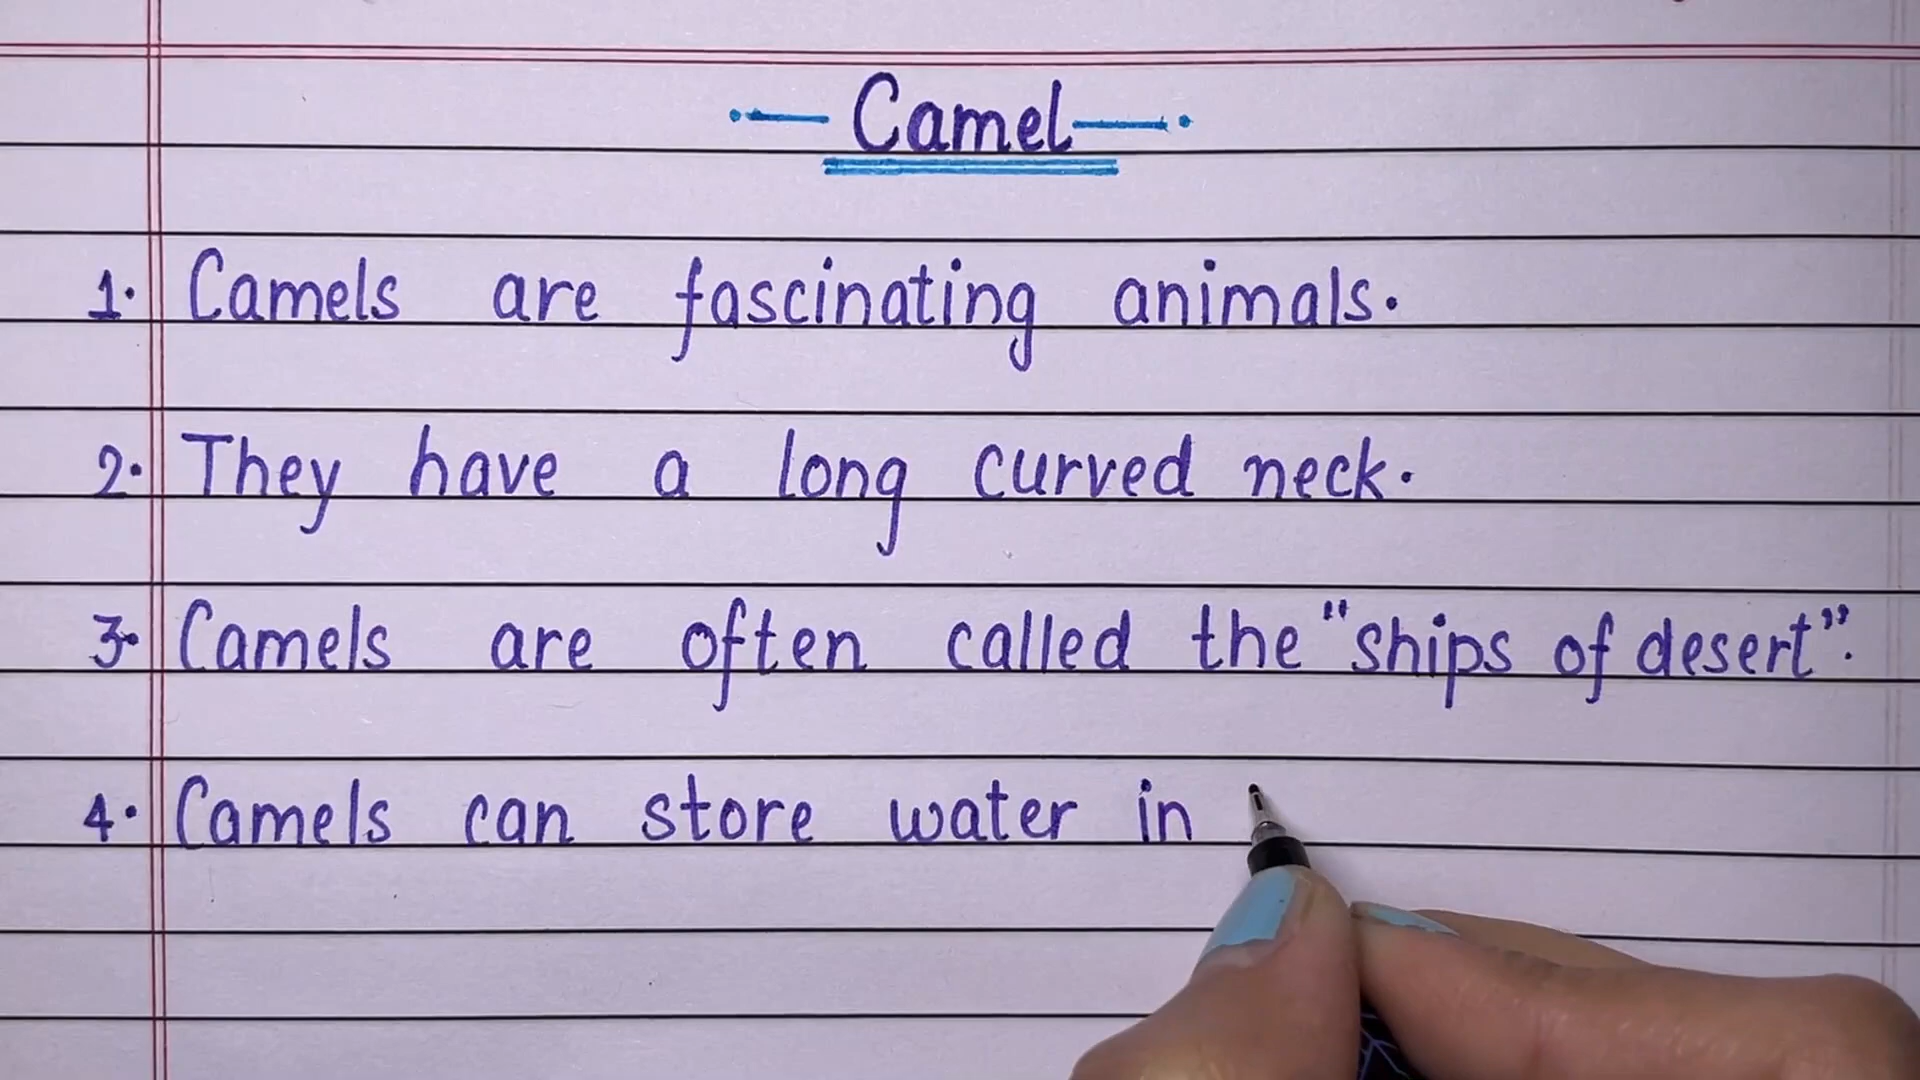 Camel
1. Camels are fascinating animals.
2. They have a long curved neck.
3. Camels are often called the "ships of desert".
4. Camels can store water in